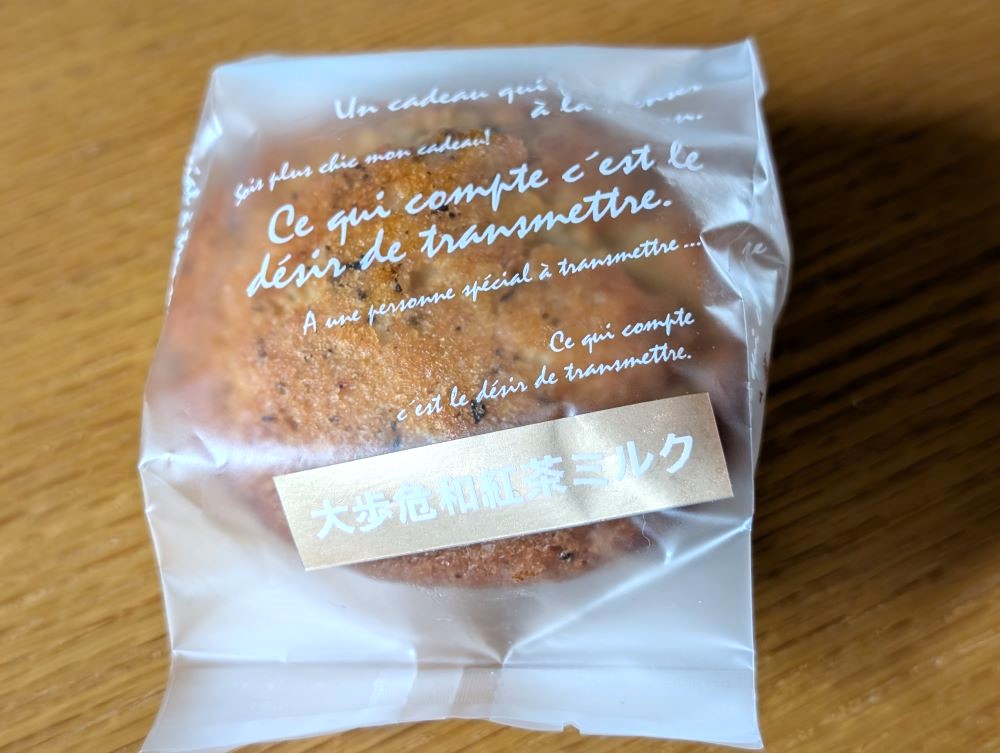 Un cadeau qui
à la
Sois plus chic mon cadeau!
Ce qui compte c'est le
désir de transmettre.
A une personne spécial à transmettre ...
Ce qui compte
c'est le désir de transmettre.
大歩危和紅茶ミルク